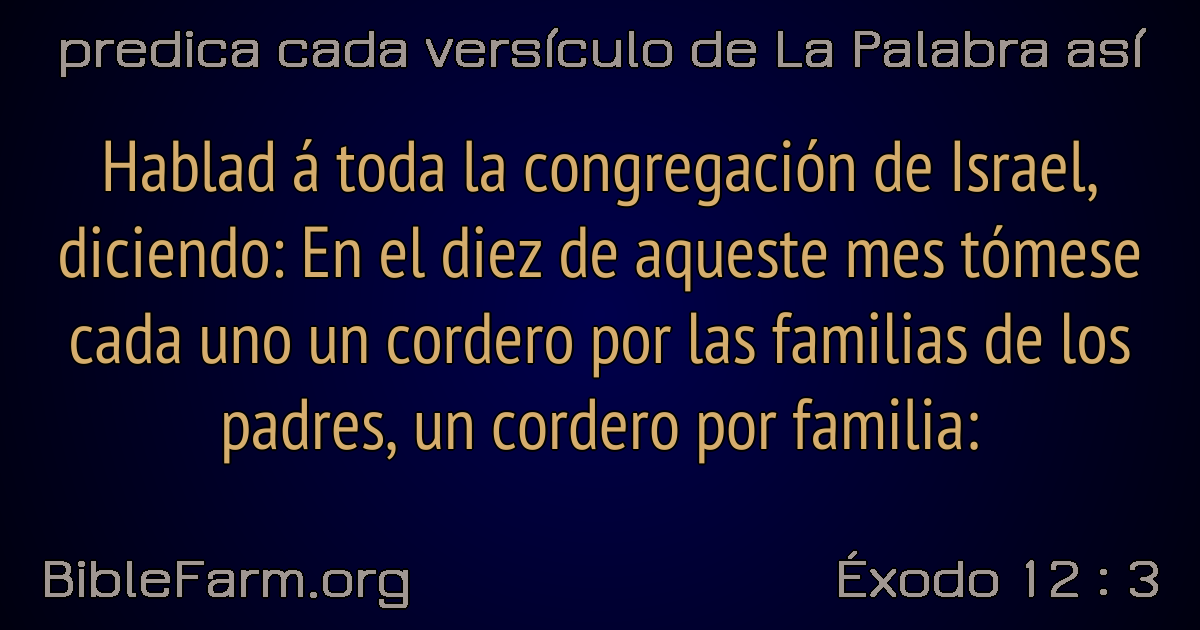 predica cada versículo de La Palabra así
Hablad á toda la congregación de Israel,
diciendo: En el diez de aqueste mes tómese
cada uno un cordero por las familias de los
padres, un cordero por familia:
BibleFarm.org
Éxodo 12 : 3